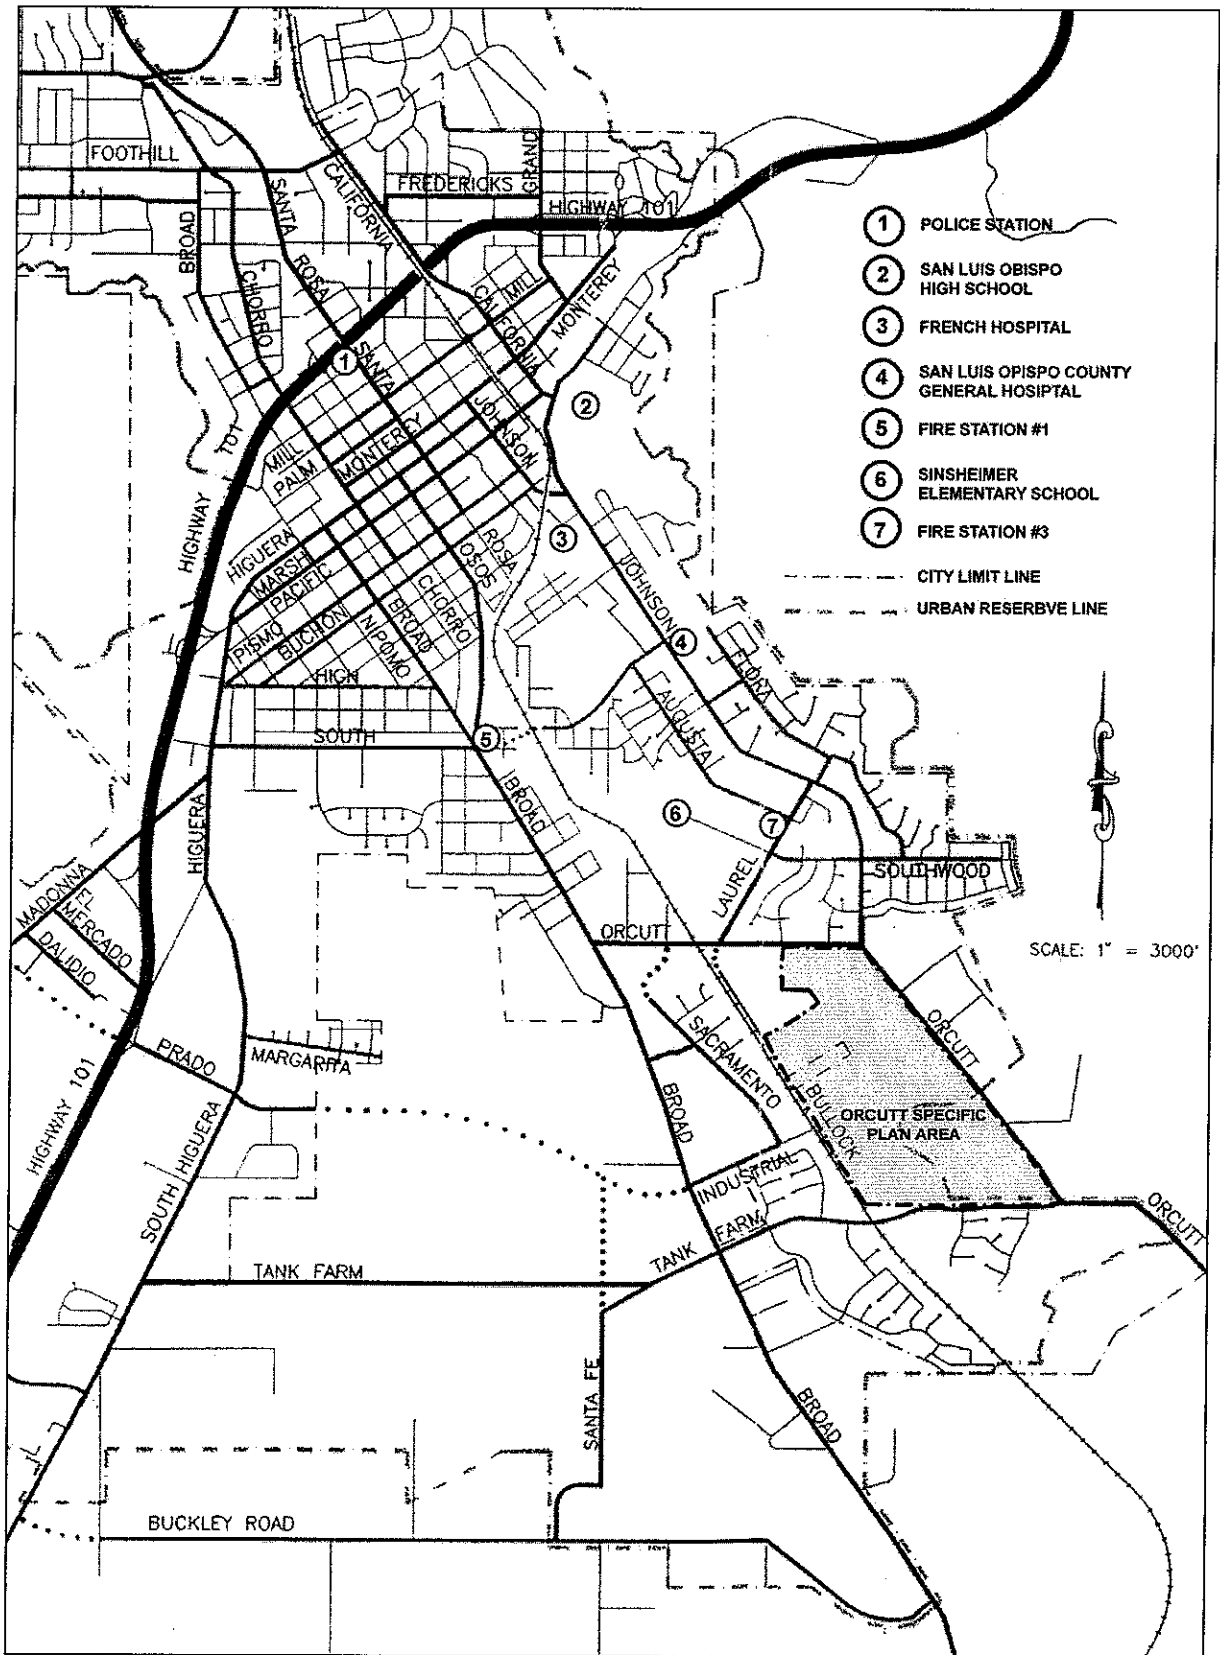 FOOTHILL
CALIFORNIA
FREDERICKS
GRAND
HIGHWAY 101
BROAD
SANTA
ROSA
CHORRO
MILL
CALIFORNIA
MONTEREY
SANTA
JOHNSON
HIGHWAY 101
MILL
PALM
MONTEREY
HIGUERA
MARSH
PACIFIC
PISMO
BUCHON
NIPOMO
BROAD
CHORRO
OSOS
ROSA
HIGH
SOUTH
JOHNSON
FLORA
AUGUSTA
BROAD
HIGUERA
LAUREL
SOUTHWOOD
MADONNA
EL
MERCADO
DALIDIO
ORCUTT
ORCUTT
PRADO
MARGARITA
SACRAMENTO
BULLOCK
BROAD
ORCUTT SPECIFIC
PLAN AREA
HIGHWAY 101
SOUTH HIGUERA
INDUSTRIAL
ORCUTT
TANK FARM
TANK FARM
SANTA FE
BROAD
BUCKLEY ROAD
1
2
3
4
5
6
7
1 POLICE STATION
2 SAN LUIS OBISPO
HIGH SCHOOL
3 FRENCH HOSPITAL
4 SAN LUIS OPISPO COUNTY
GENERAL HOSIPTAL
5 FIRE STATION #1
6 SINSHEIMER
ELEMENTARY SCHOOL
7 FIRE STATION #3
CITY LIMIT LINE
URBAN RESERBVE LINE
SCALE: 1" = 3000'